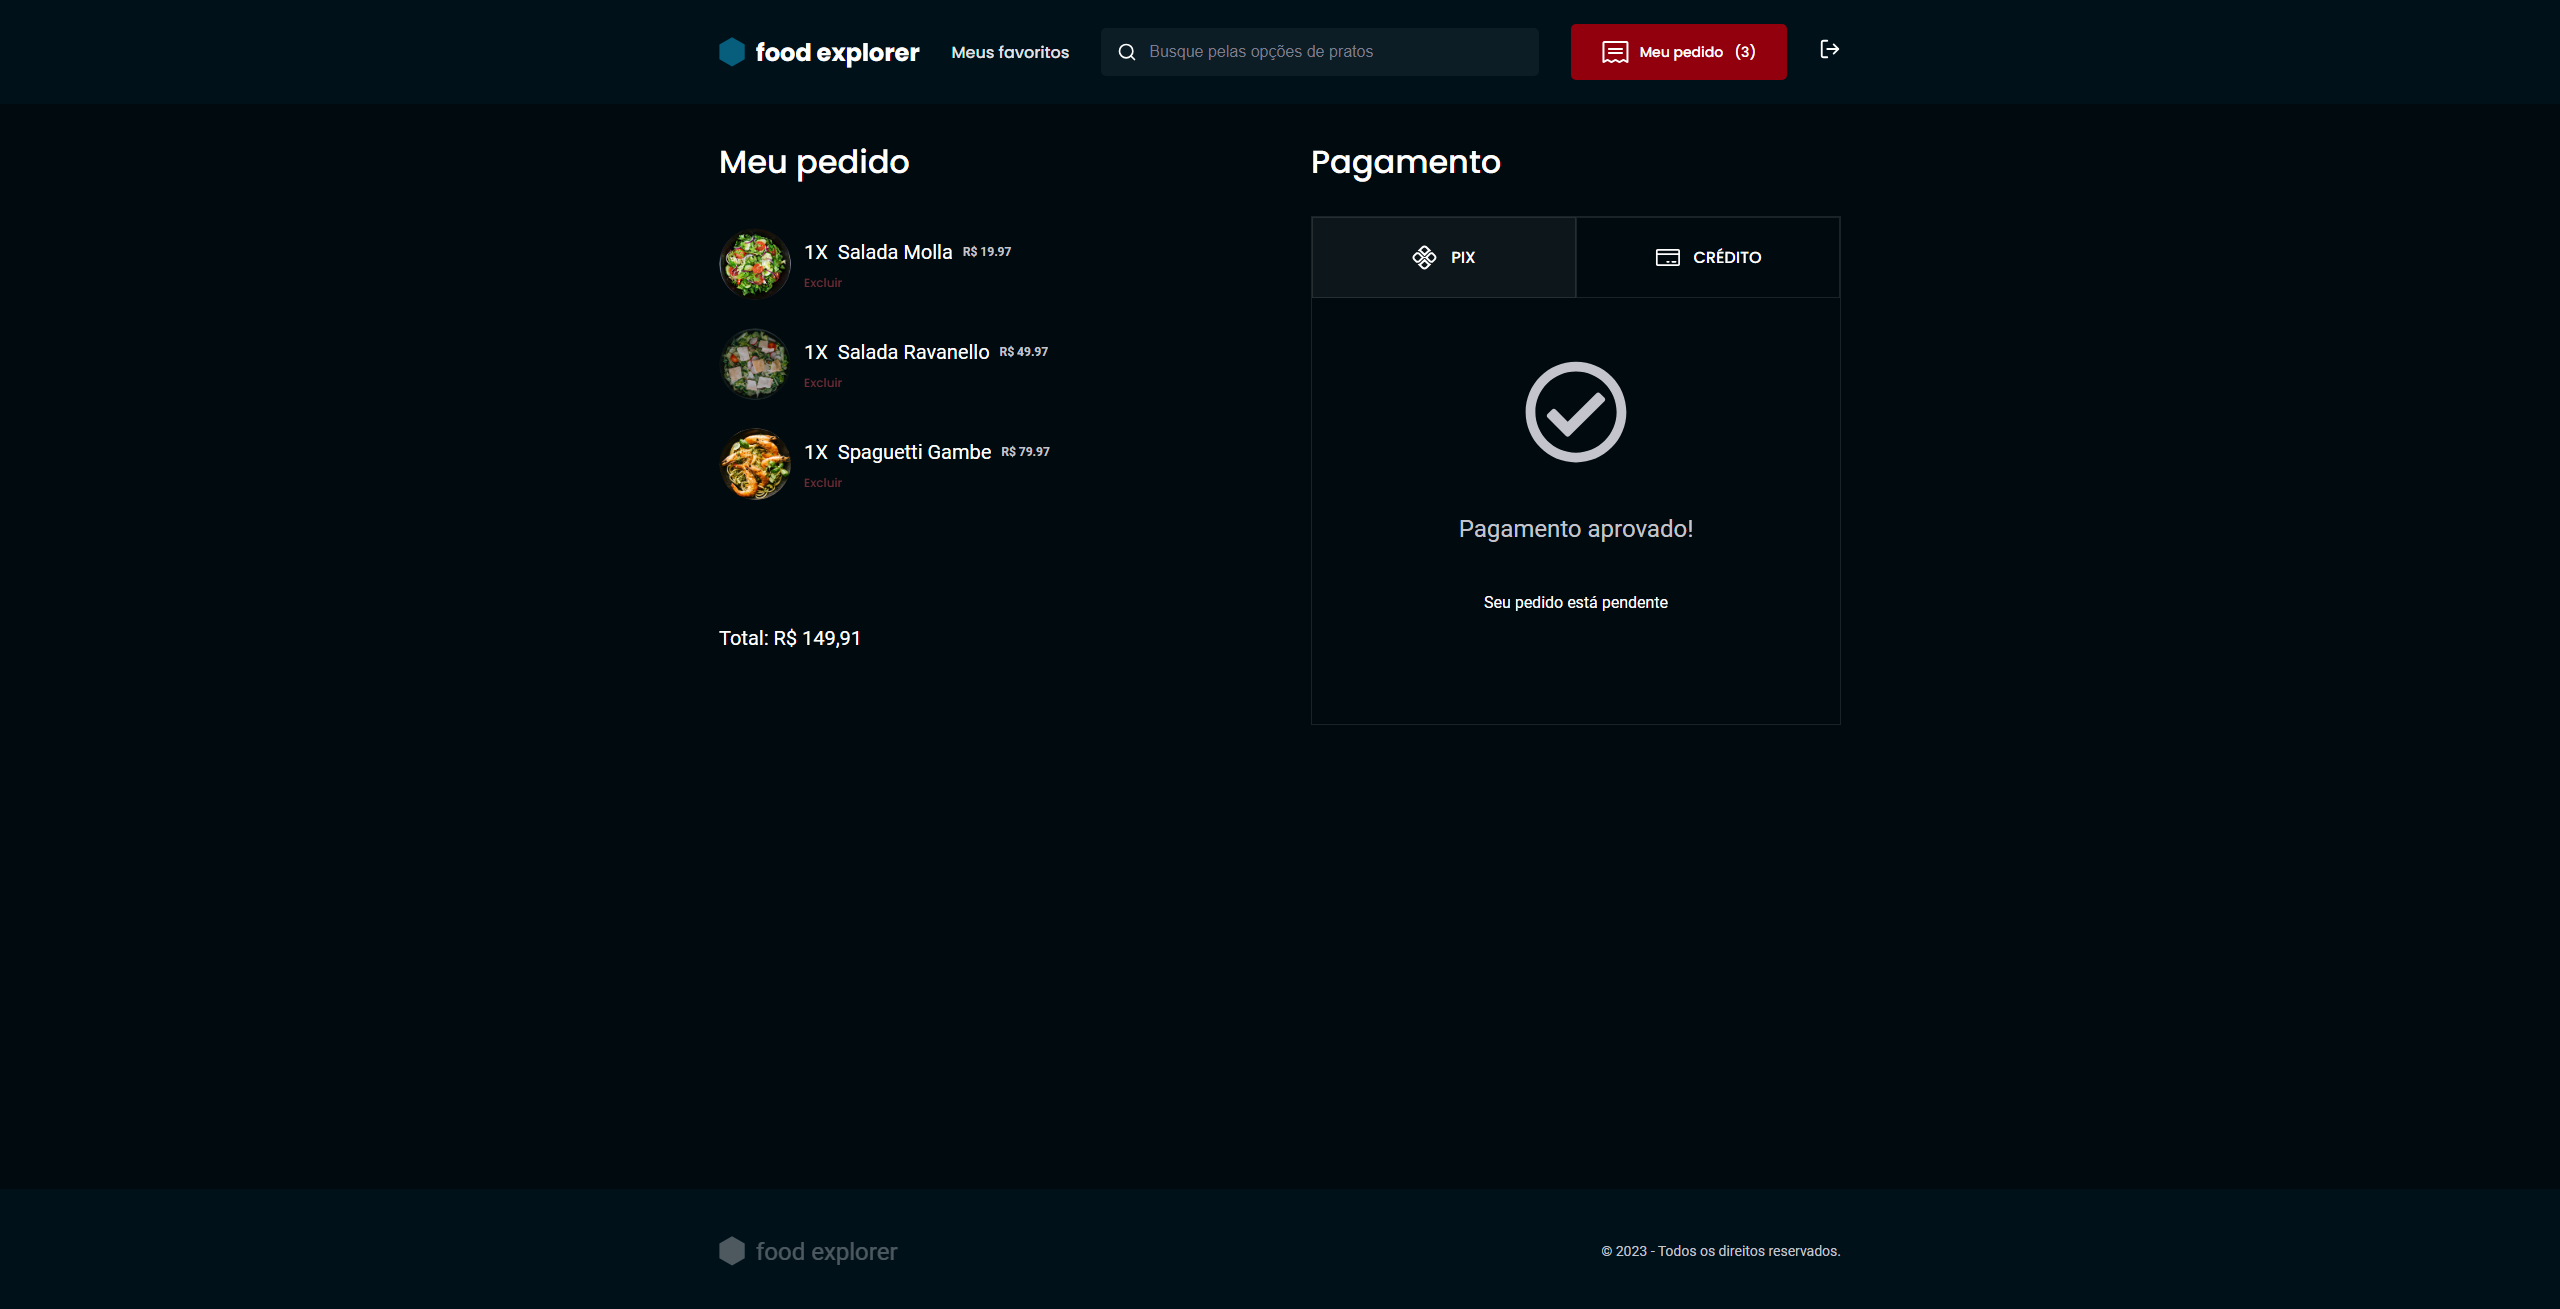 food explorer
Meus favoritos
Busque pelas opções de pratos
Meu pedido (3)
Meu pedido
1X Salada Molla R$ 19.97
Excluir
1X Salada Ravanello R$ 49.97
Excluir
1X Spaguetti Gambe R$ 79.97
Excluir
Total: R$ 149,91
Pagamento
PIX
CRÉDITO
Pagamento aprovado!
Seu pedido está pendente
food explorer
© 2023 - Todos os direitos reservados.